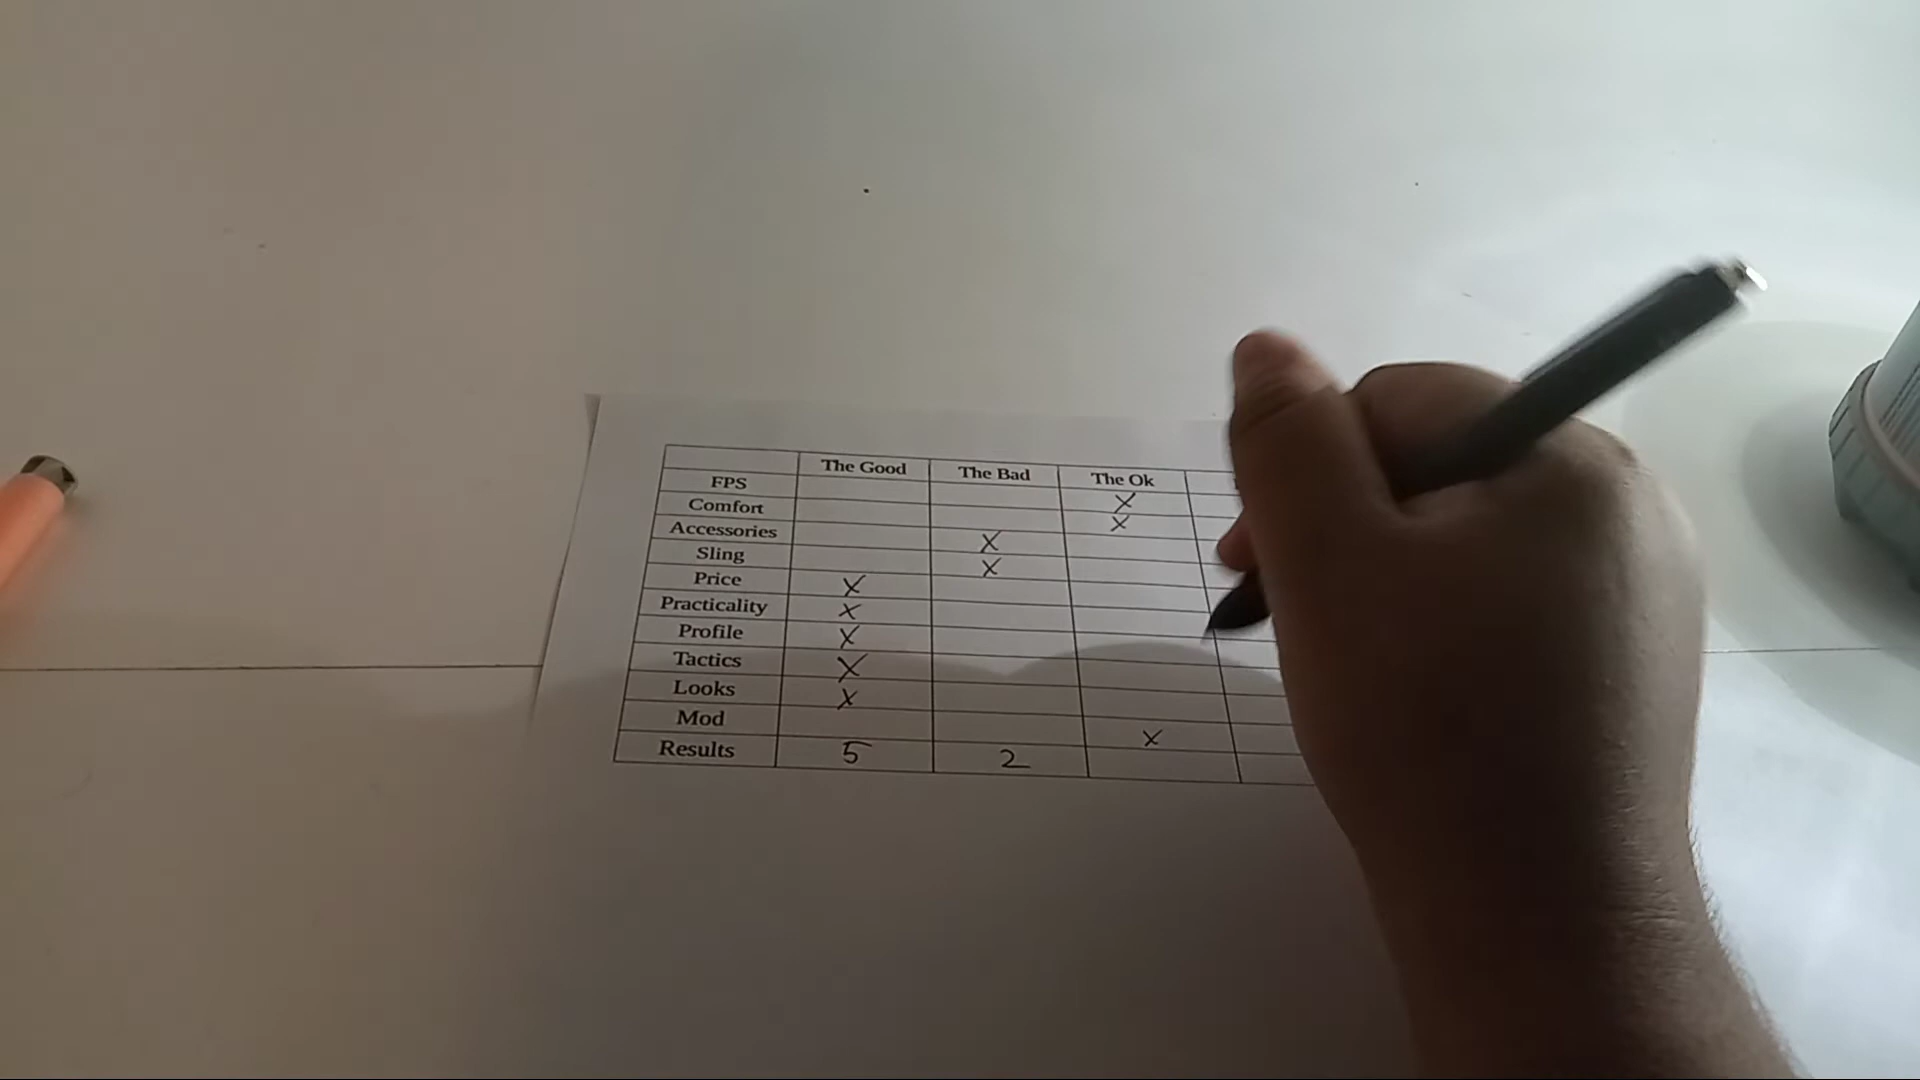 The Good The Bad The Ok
FPS X
Comfort X
Accessories X
Sling X
Price X
Practicality X
Profile X
Tactics X
Looks X
Mod X
Results 5 2